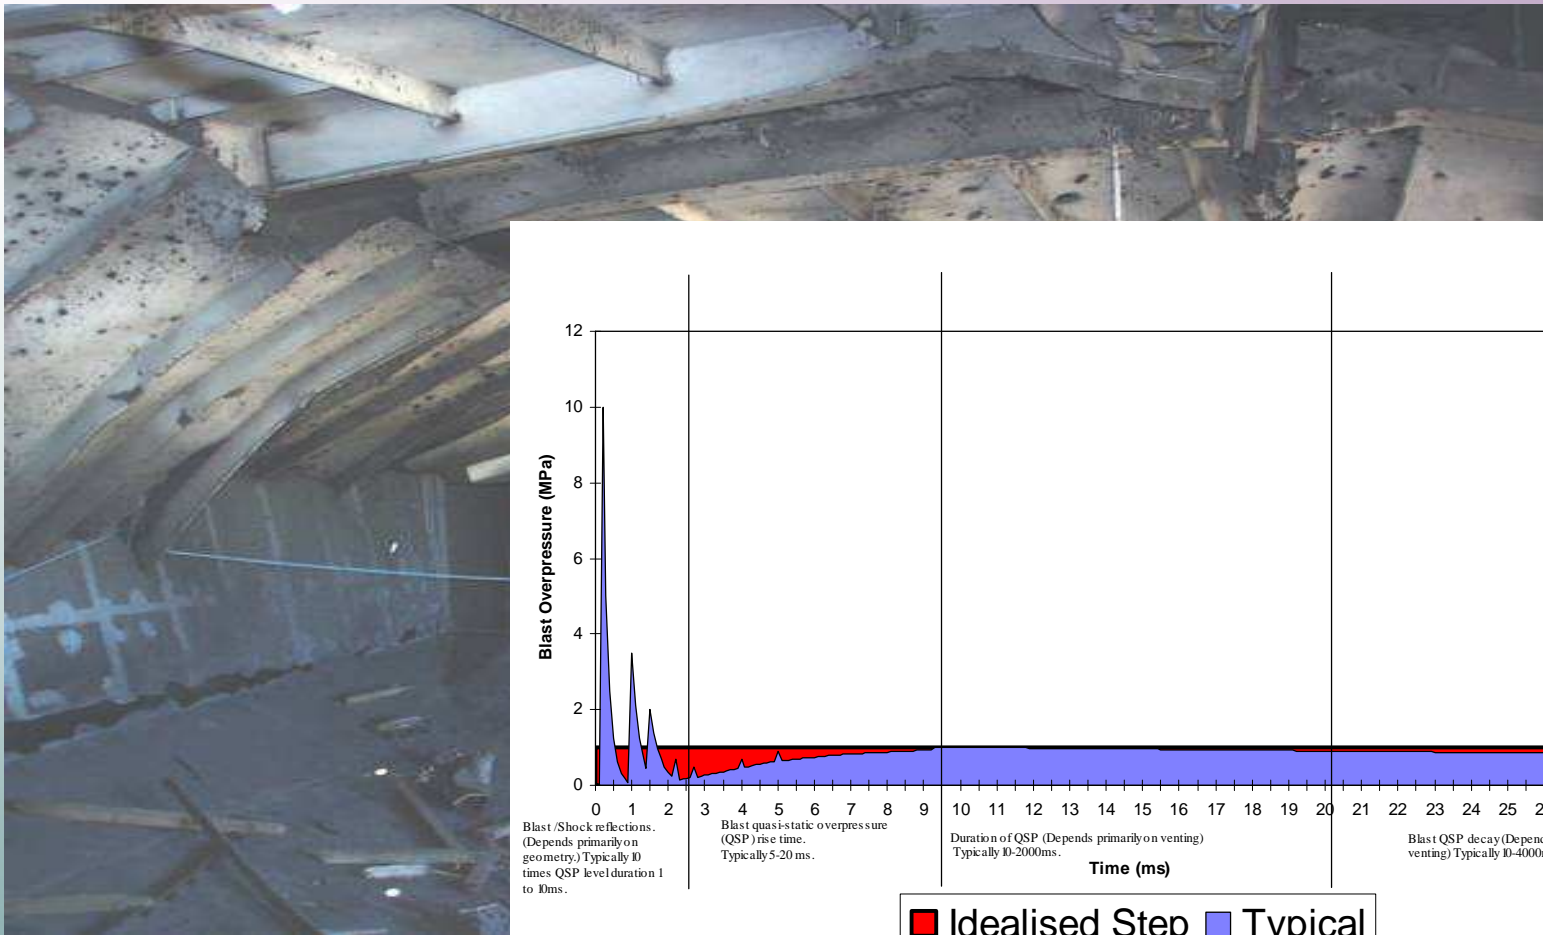 12
10
8
6
4
2
0
Blast Overpressure (MPa)
0 1 2 3 4 5 6 7 8 9 10 11 12 13 14 15 16 17 18 19 20 21 22 23 24 25
Blast /Shock reflections.
(Depends primarily on
geometry.) Typically 10
times QSP level duration 1
to 10ms.
Blast quasi-static overpressure
(QSP) rise time.
Typically 5-20 ms.
Duration of QSP (Depends primarily on venting)
Typically 10-2000ms.
Blast QSP decay (Depend
venting) Typically 10-4000m
Time (ms)
Idealised Step Typical